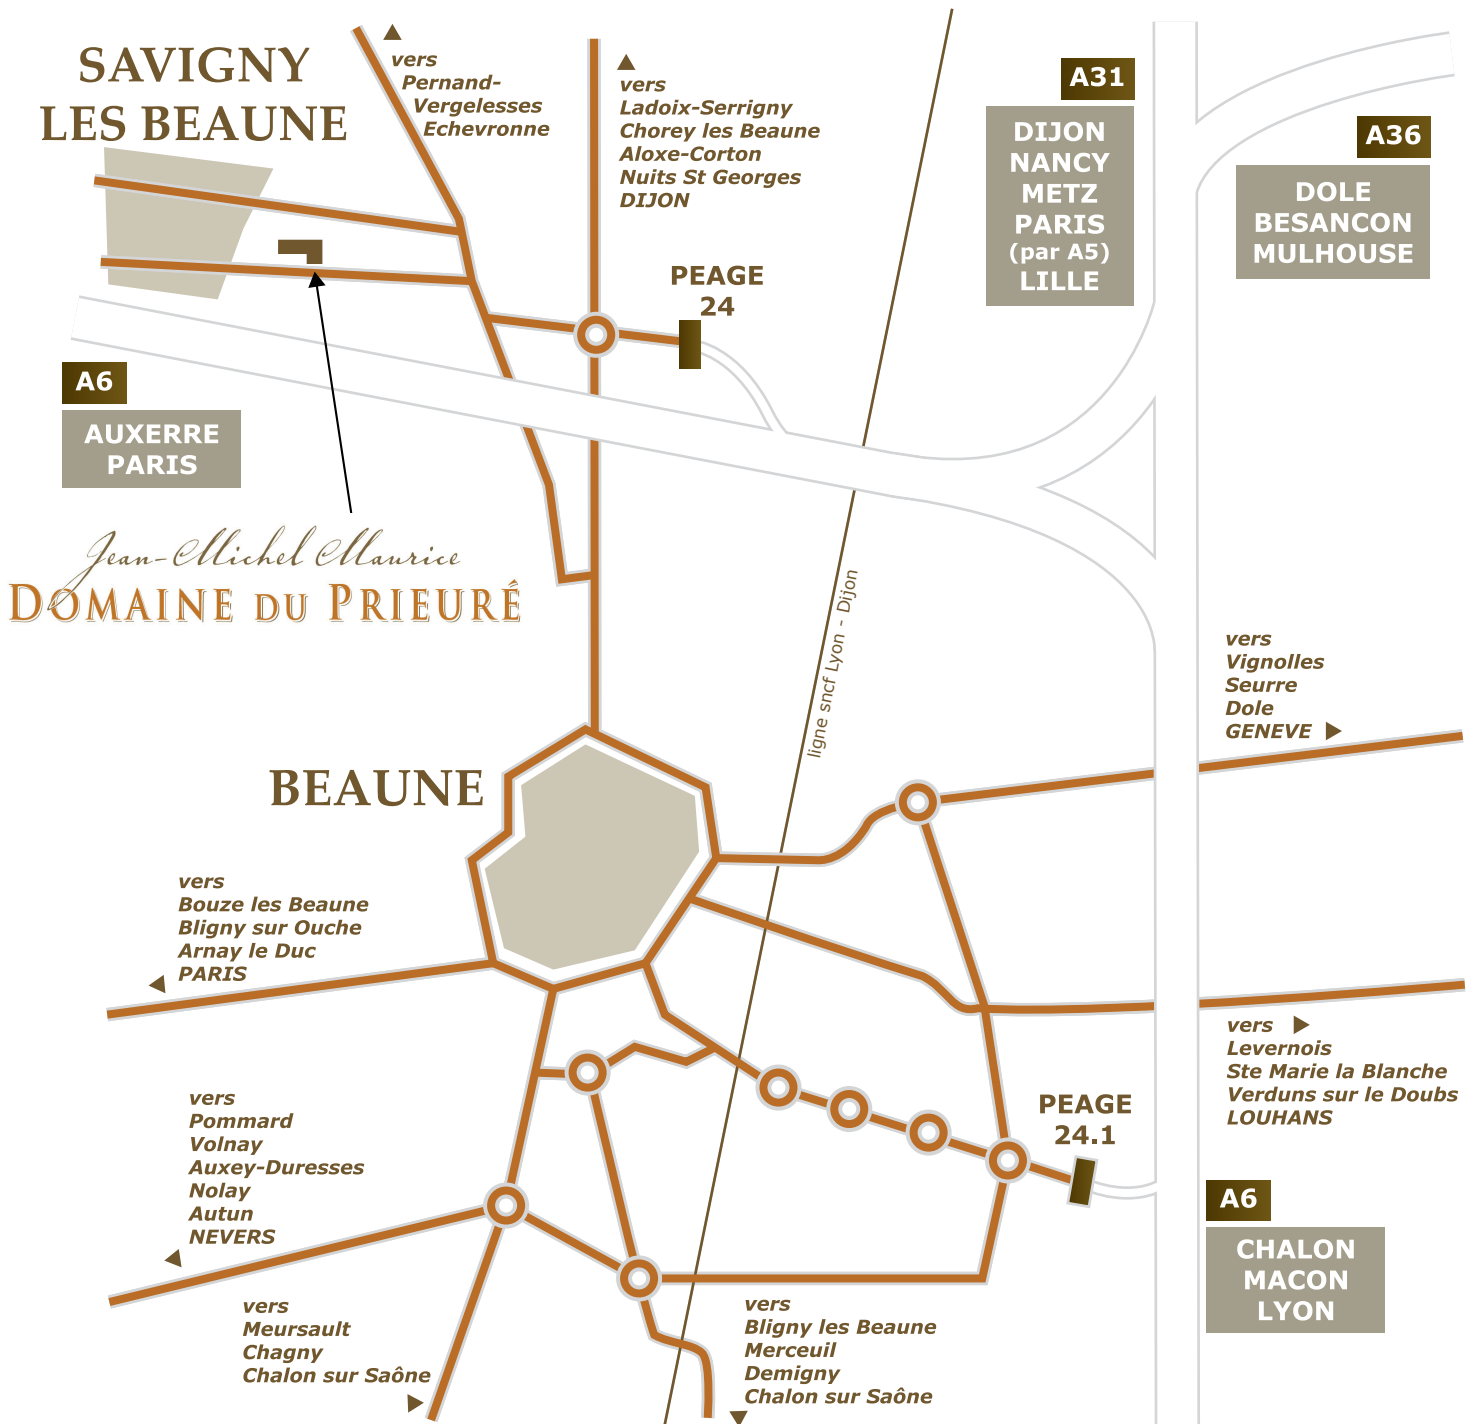 SAVIGNY
LES BEAUNE
vers
Pernand-
Vergelesses
Echevronne
vers
Ladoix-Serrigny
Chorey les Beaune
Aloxe-Corton
Nuits St Georges
DIJON
A31
DIJON
NANCY
METZ
PARIS
(par A5)
LILLE
A36
DOLE
BESANCON
MULHOUSE
PEAGE
24
A6
AUXERRE
PARIS
Jean-Michel Maurice
DOMAINE DU PRIEURÉ
ligne sncf Lyon - Dijon
vers
Vignolles
Seurre
Dole
GENEVE
BEAUNE
vers
Bouze les Beaune
Bligny sur Ouche
Arnay le Duc
PARIS
vers
Levernois
Ste Marie la Blanche
Verduns sur le Doubs
LOUHANS
PEAGE
24.1
vers
Pommard
Volnay
Auxey-Duresses
Nolay
Autun
NEVERS
A6
CHALON
MACON
LYON
vers
Meursault
Chagny
Chalon sur Saône
vers
Bligny les Beaune
Merceuil
Demigny
Chalon sur Saône